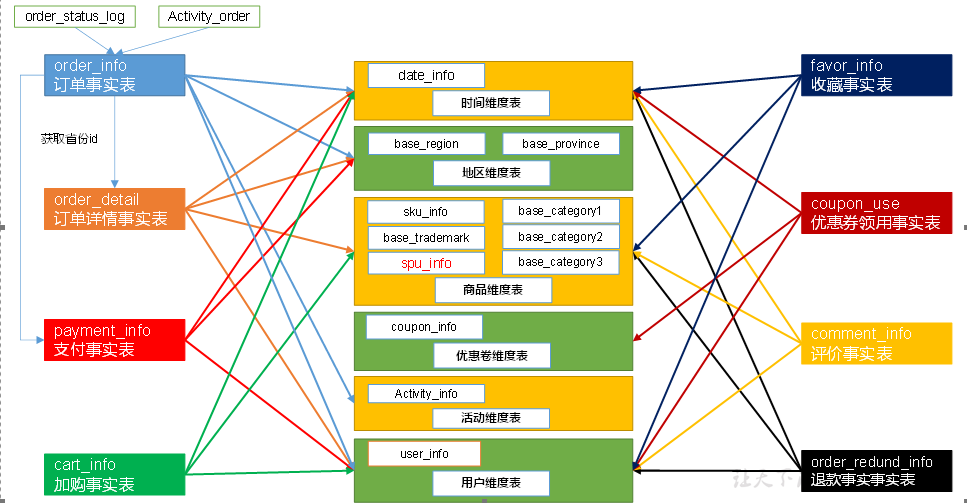 order_status_log
Activity_order
order_info
订单事实表
获取省份id
order_detail
订单详情事实表
payment_info
支付事实表
cart_info
加购事实表
date_info
时间维度表
base_region
base_province
地区维度表
sku_info
base_category1
base_trademark
base_category2
spu_info
base_category3
商品维度表
coupon_info
优惠卷维度表
Activity_info
活动维度表
user_info
用户维度表
favor_info
收藏事实表
coupon_use
优惠券领用事实表
comment_info
评价事实表
order_redund_info
退款事实事实表